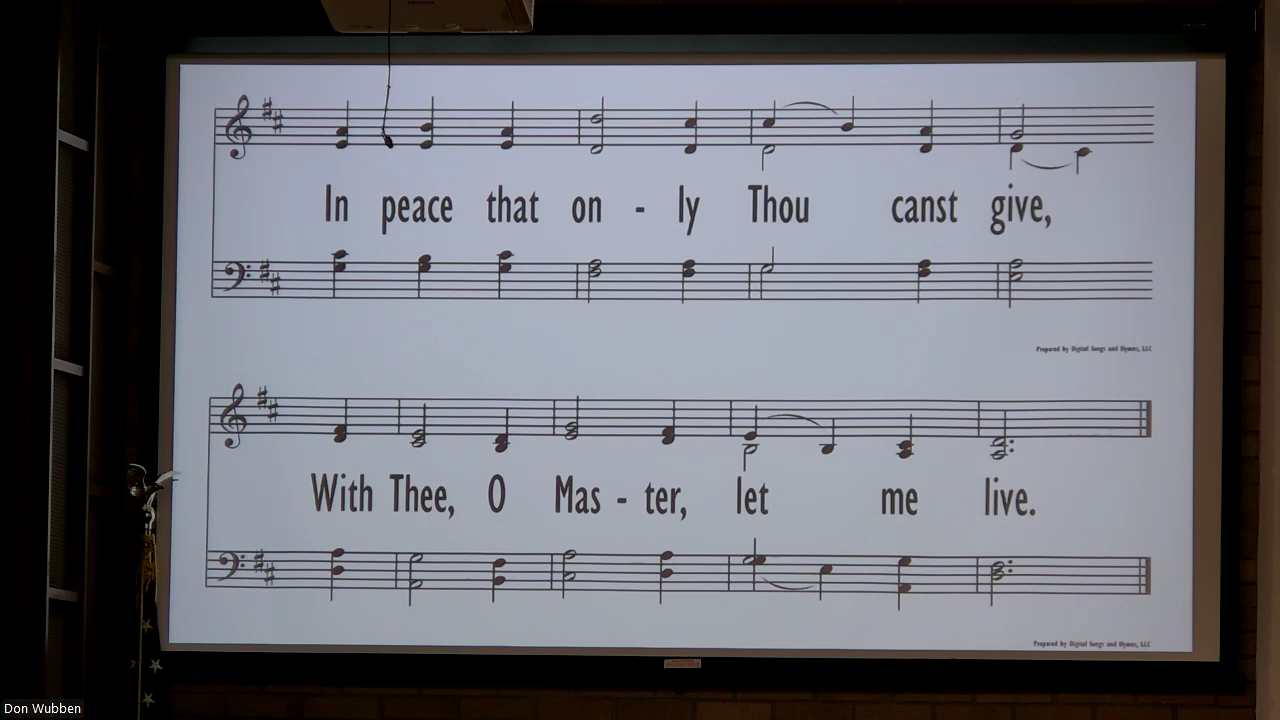 In peace that on - ly Thou canst give,
Prepared by Digital Songs and Hymns, LLC
With Thee, O Mas - ter, let me live.
Prepared by Digital Songs and Hymns, LLC
Don Wubben